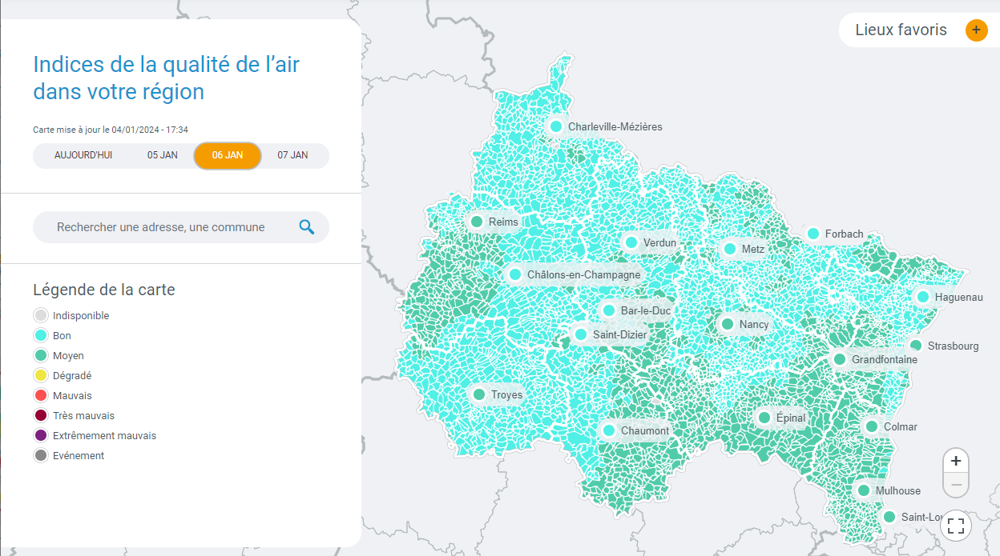 Indices de la qualité de l’air
dans votre région
Carte mise à jour le 04/01/2024 - 17:34
AUJOURD'HUI 05 JAN 06 JAN 07 JAN
Rechercher une adresse, une commune
Légende de la carte
Indisponible
Bon
Moyen
Dégradé
Mauvais
Très mauvais
Extrêmement mauvais
Evénement
Lieux favoris +
Charleville-Mézières
Reims
Forbach
Verdun
Metz
Châlons-en-Champagne
Haguenau
Bar-le-Duc
Nancy
Saint-Dizier
Strasbourg
Grandfontaine
Troyes
Épinal
Colmar
Chaumont
Mulhouse
Saint-Lou
+
−